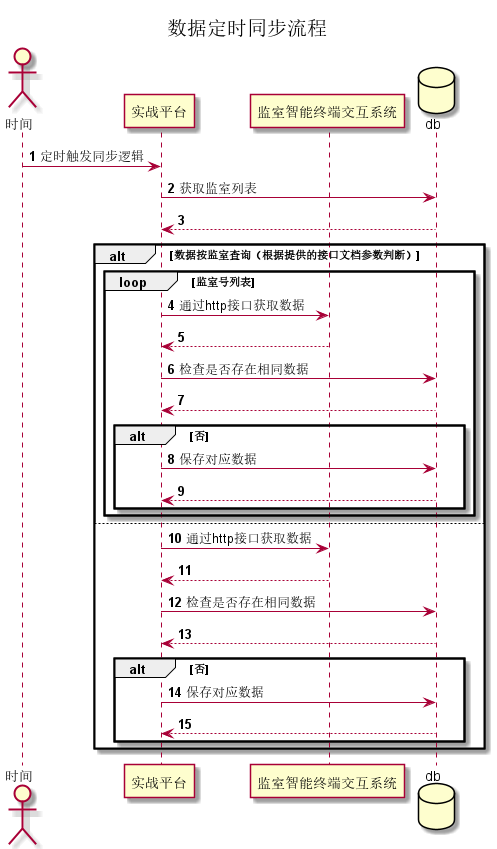 数据定时同步流程
时间
实战平台
监室智能终端交互系统
db
1 定时触发同步逻辑
2 获取监室列表
3
alt [数据按监室查询（根据提供的接口文档参数判断）]
loop [监室号列表]
4 通过http接口获取数据
5
6 检查是否存在相同数据
7
alt [否]
8 保存对应数据
9
10 通过http接口获取数据
11
12 检查是否存在相同数据
13
alt [否]
14 保存对应数据
15
时间
实战平台
监室智能终端交互系统
db